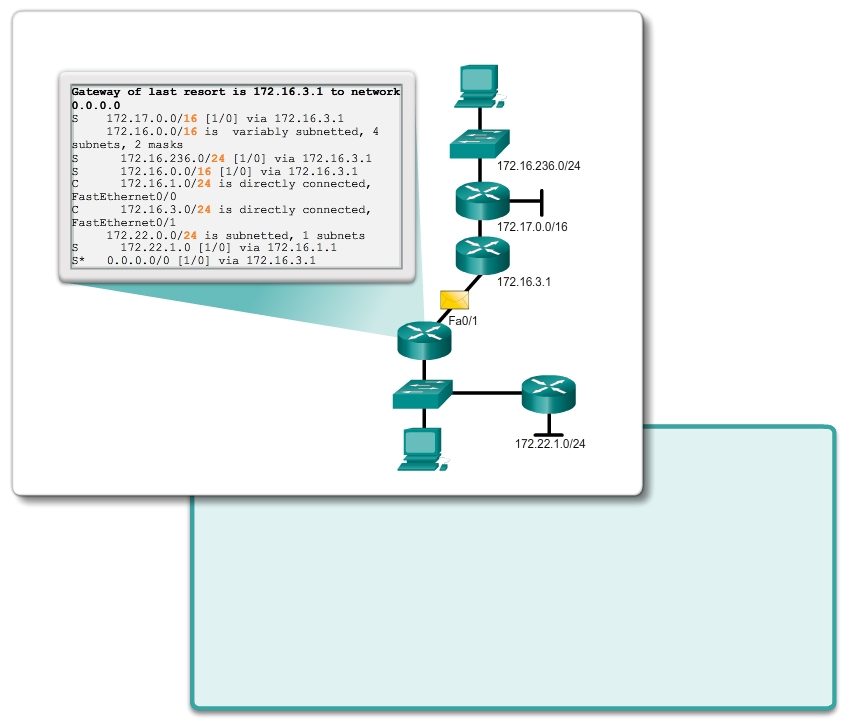 Gateway of last resort is 172.16.3.1 to network
0.0.0.0
S    172.17.0.0/16 [1/0] via 172.16.3.1
     172.16.0.0/16 is  variably subnetted, 4
subnets, 2 masks
S       172.16.236.0/24 [1/0] via 172.16.3.1
S       172.16.0.0/16 [1/0] via 172.16.3.1
C       172.16.1.0/24 is directly connected,
FastEthernet0/0
C       172.16.3.0/24 is directly connected,
FastEthernet0/1
     172.22.0.0/24 is subnetted, 1 subnets
S       172.22.1.0 [1/0] via 172.16.1.1
S*   0.0.0.0/0 [1/0] via 172.16.3.1
172.16.236.0/24
172.17.0.0/16
172.16.3.1
Fa0/1
172.22.1.0/24